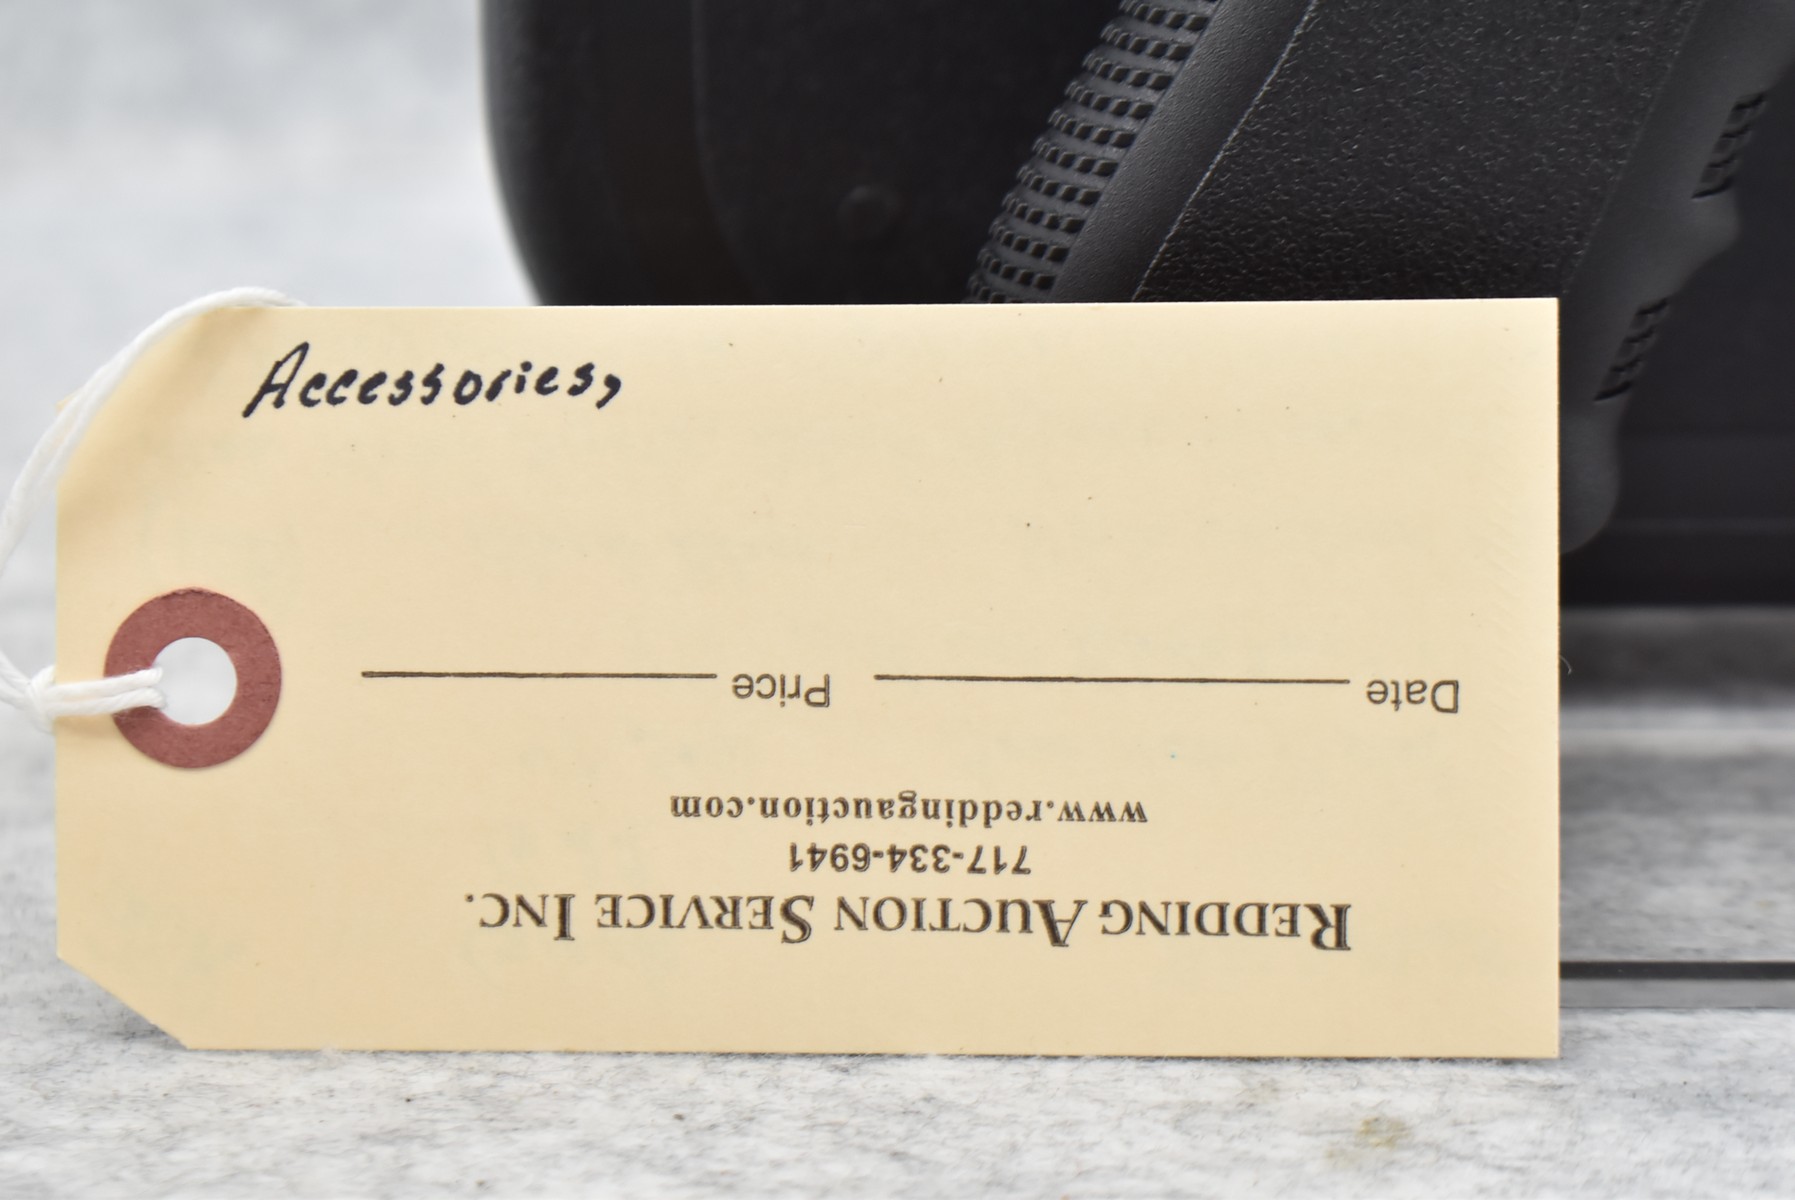 Accessories,
REDDING AUCTION SERVICE INC.
717-334-6941
www.reddingauction.com
Date Price